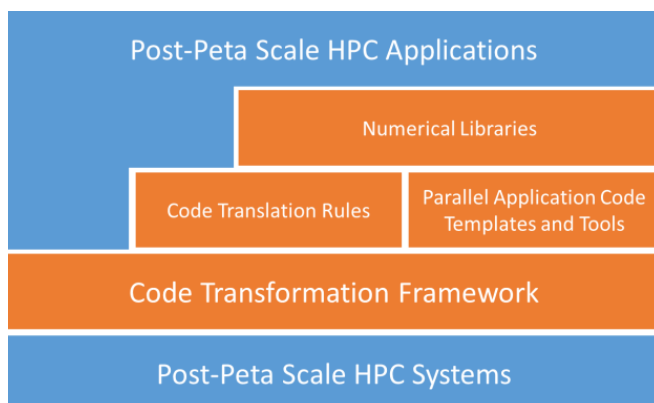 Post-Peta Scale HPC Applications
Numerical Libraries
Code Translation Rules
Parallel Application Code
Templates and Tools
Code Transformation Framework
Post-Peta Scale HPC Systems